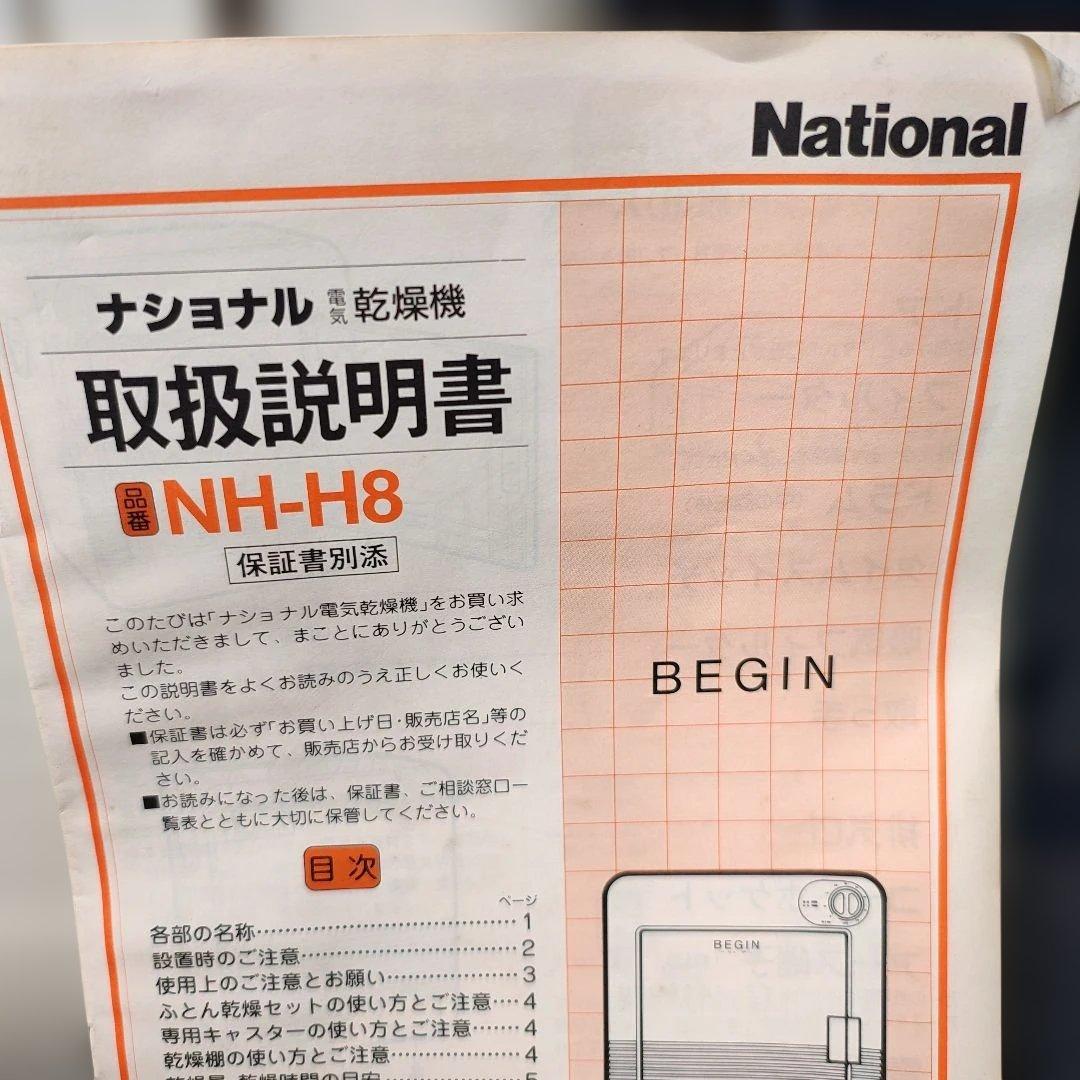 National
ナショナル 電気 乾燥機
取扱説明書
品番 NH-H8
保証書別添
このたびは「ナショナル電気乾燥機」をお買い求
めいただきまして、まことにありがとうござい
ました。
この説明書をよくお読みのうえ正しくお使いく
ださい。
■保証書は必ず「お買い上げ日・販売店名」等の
記入を確かめて、販売店からお受け取りくだ
さい。
■お読みになった後は、保証書、ご相談窓口一
覧表とともに大切に保管してください。
目次
ページ
各部の名称……………………………1
設置時のご注意………………………2
使用上のご注意とお願い……………3
ふとん乾燥セットの使い方とご注意…4
専用キャスターの使い方とご注意……4
乾燥棚の使い方とご注意……………4
乾燥量・乾燥時間の目安……………5
BEGIN
BEGIN